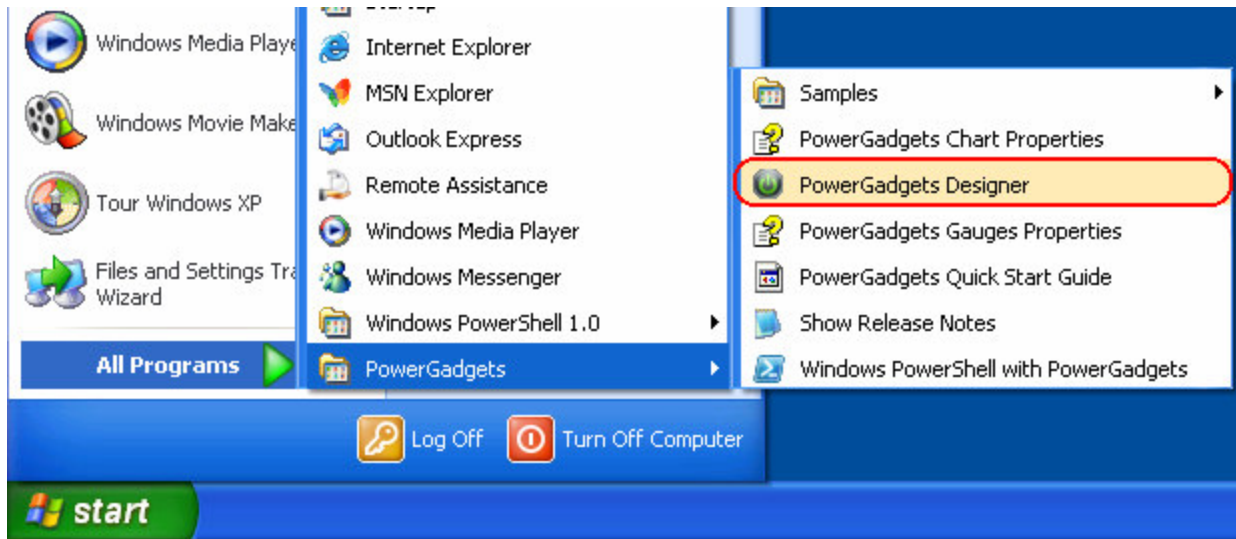 Windows Media Playe
Windows Movie Make
Tour Windows XP
Files and Settings Tra
Wizard
All Programs
Startup
Internet Explorer
MSN Explorer
Outlook Express
Remote Assistance
Windows Media Player
Windows Messenger
Windows PowerShell 1.0
PowerGadgets
Samples
PowerGadgets Chart Properties
PowerGadgets Designer
PowerGadgets Gauges Properties
PowerGadgets Quick Start Guide
Show Release Notes
Windows PowerShell with PowerGadgets
Log Off
Turn Off Computer
start